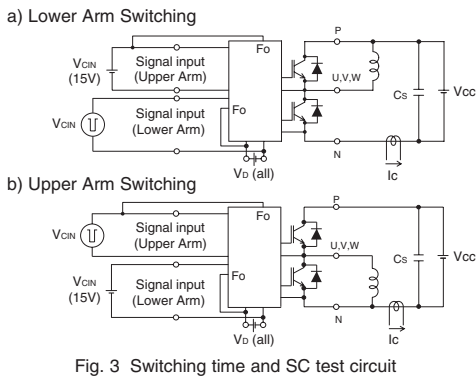 a) Lower Arm Switching
P
Fo
VCIN
(15V)
Signal input
(Upper Arm)
U,V,W
CS
Vcc
Signal input
(Lower Arm)
Fo
VCIN
N
VD (all)
Ic
b) Upper Arm Switching
P
Fo
VCIN
Signal input
(Upper Arm)
U,V,W
CS
Vcc
Fo
VCIN
(15V)
Signal input
(Lower Arm)
N
VD (all)
Ic
Fig. 3 Switching time and SC test circuit